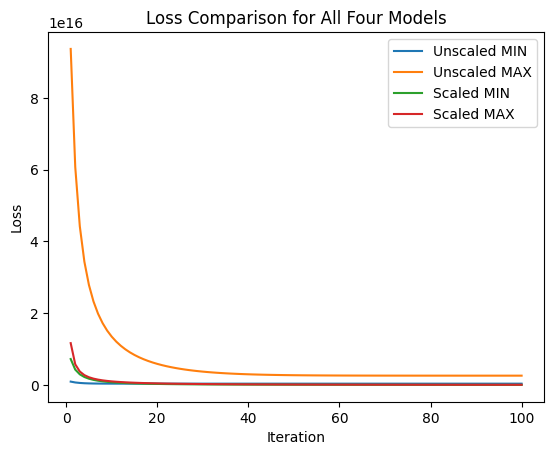 Loss Comparison for All Four Models
1e16
Unscaled MIN
Unscaled MAX
Scaled MIN
Scaled MAX
8
6
4
2
0
Loss
0 20 40 60 80 100
Iteration